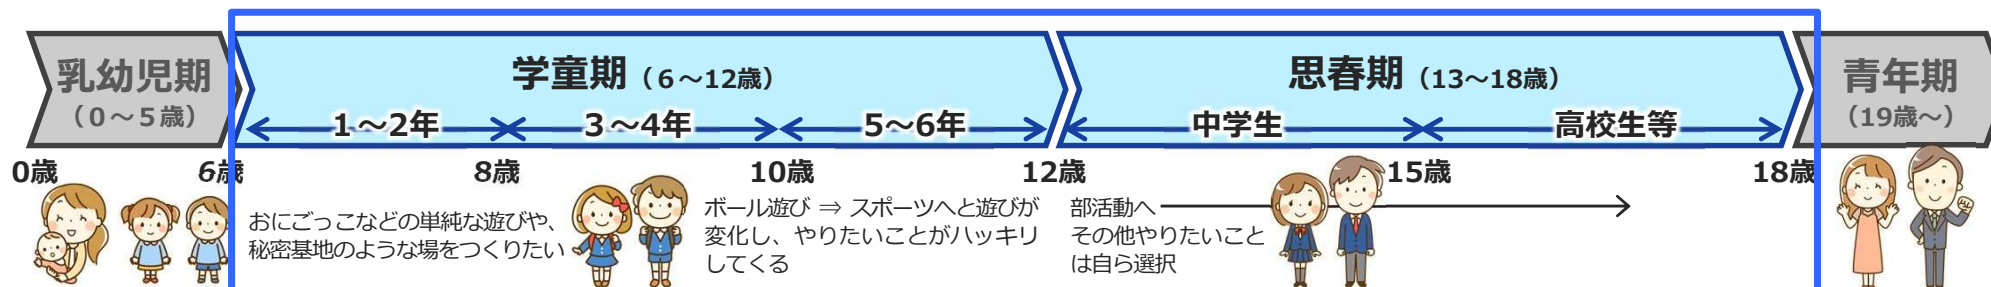 乳幼児期
（０～５歳）
学童期（６～12歳）
思春期（13～18歳）
青年期
（19歳～）
１～2年
３～4年
5～6年
中学生
高校生等
0歳
6歳
8歳
10歳
12歳
15歳
18歳
おにごっこなどの単純な遊びや、
秘密基地のような場をつくりたい
ボール遊び ⇒ スポーツへと遊びが
変化し、やりたいことがハッキリ
してくる
部活動へ
その他やりたいこと
は自ら選択